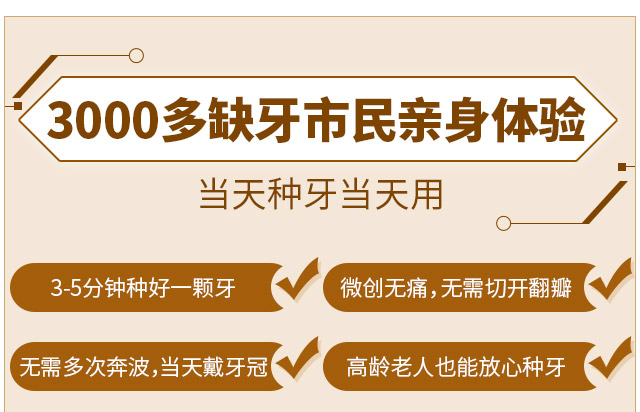 3000多缺牙市民亲身体验
当天种牙当天用
3-5分钟种好一颗牙
微创无痛，无需切开翻瓣
无需多次奔波，当天戴牙冠
高龄老人也能放心种牙